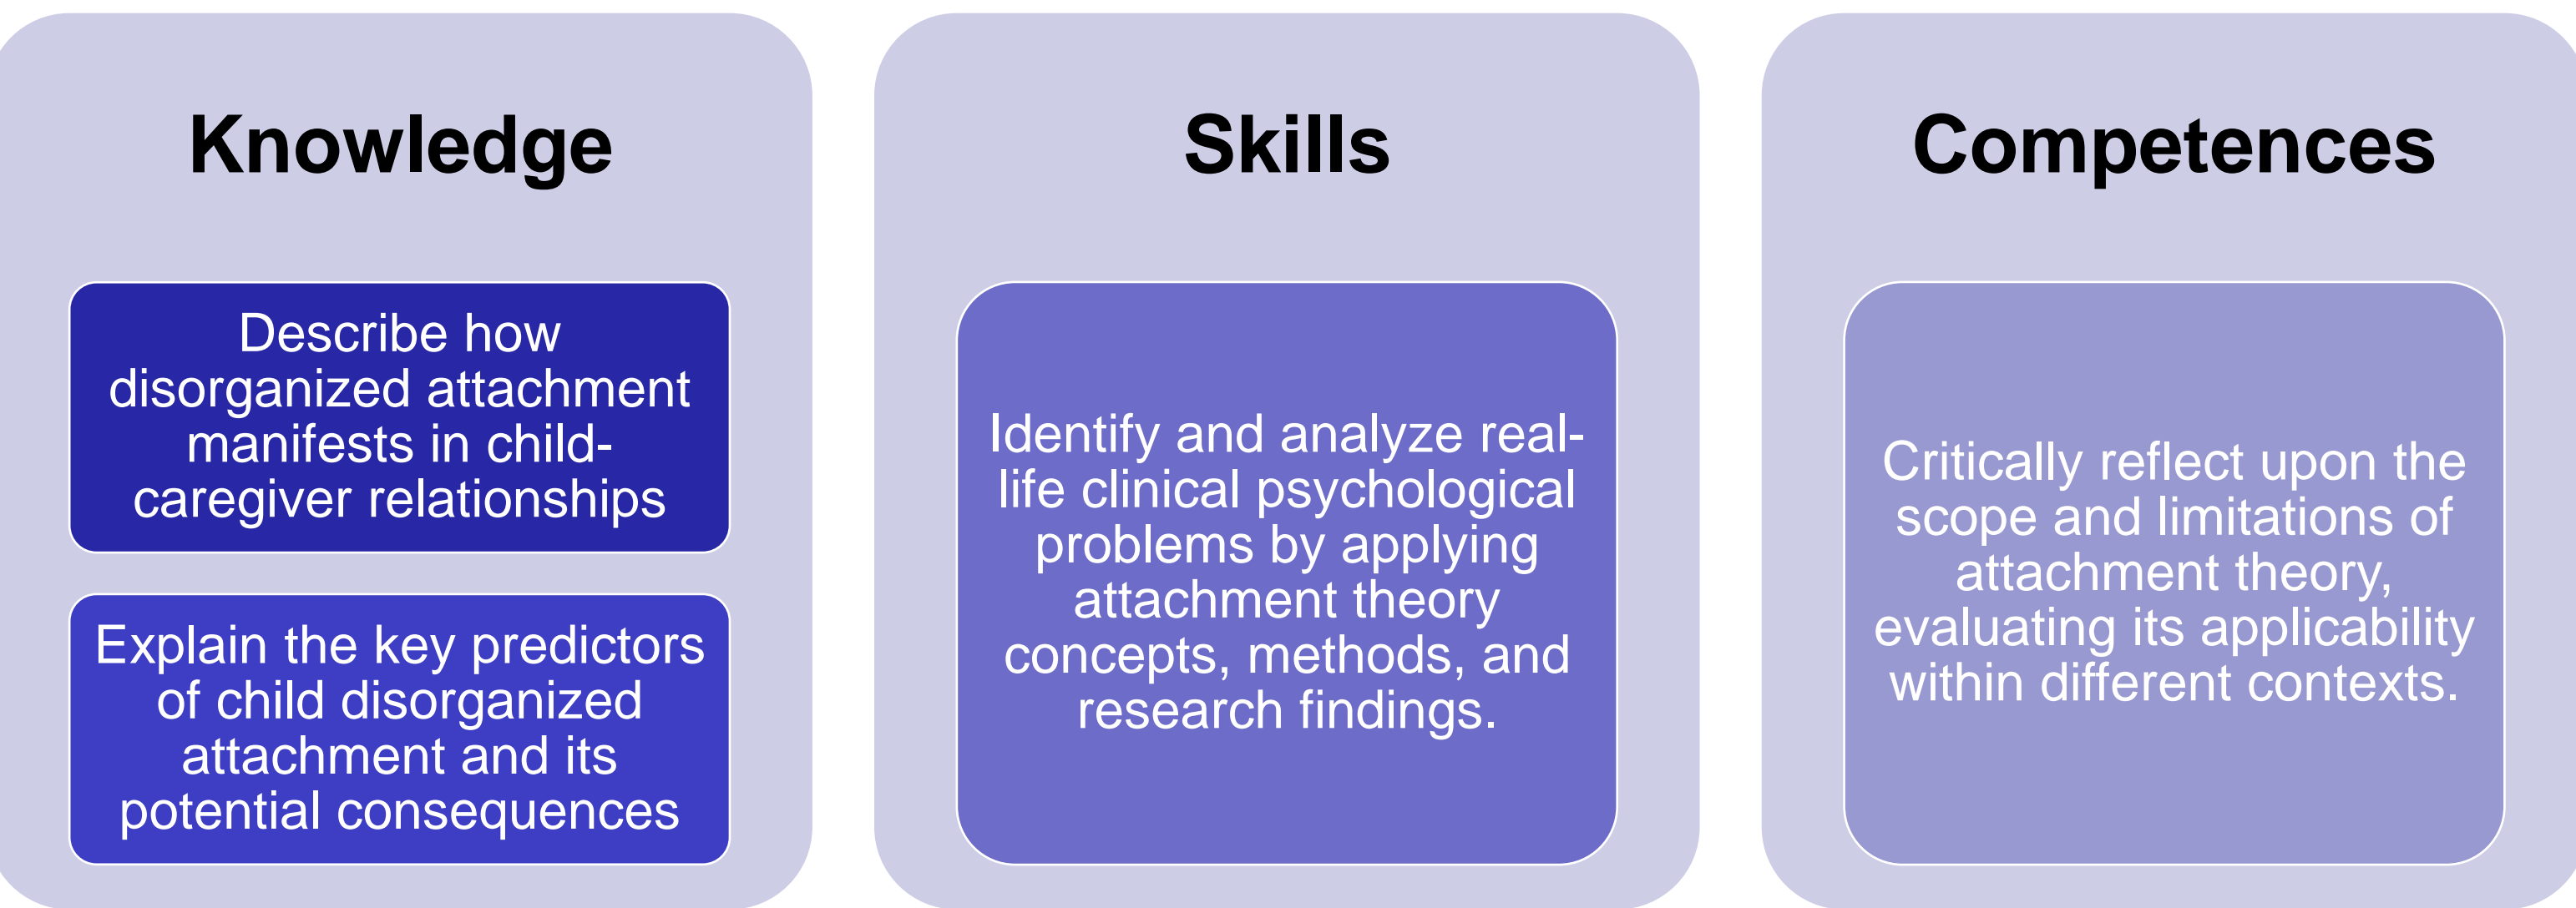 Knowledge
Describe how
disorganized attachment
manifests in child-
caregiver relationships
Explain the key predictors
of child disorganized
attachment and its
potential consequences
Skills
Identify and analyze real-
life clinical psychological
problems by applying
attachment theory
concepts, methods, and
research findings.
Competences
Critically reflect upon the
scope and limitations of
attachment theory,
evaluating its applicability
within different contexts.